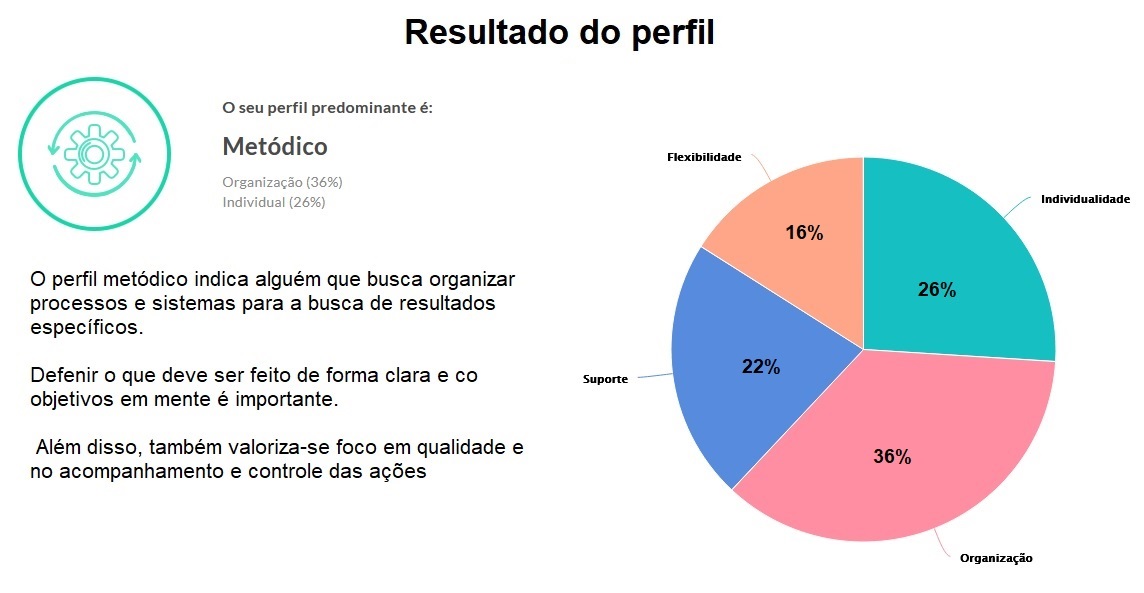 Resultado do perfil
O seu perfil predominante é:
Metódico
Organização (36%)
Individual (26%)
O perfil metódico indica alguém que busca organizar
processos e sistemas para a busca de resultados
específicos.
Defenir o que deve ser feito de forma clara e co
objetivos em mente é importante.
Além disso, também valoriza-se foco em qualidade e
no acompanhamento e controle das ações
Flexibilidade
Individualidade
16%
26%
22%
Suporte
36%
Organização